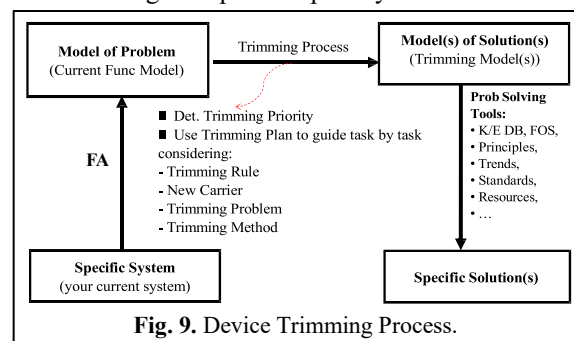 Model of Problem
(Current Func Model)
Trimming Process
Model(s) of Solution(s)
(Trimming Model(s))
■ Det. Trimming Priority
■ Use Trimming Plan to guide task by task
considering:
- Trimming Rule
- New Carrier
- Trimming Problem
- Trimming Method
FA
Prob Solving
Tools:
• K/E DB, FOS,
• Principles,
• Trends,
• Standards,
• Resources,
• …
Specific System
(your current system)
Specific Solution(s)
Fig. 9. Device Trimming Process.